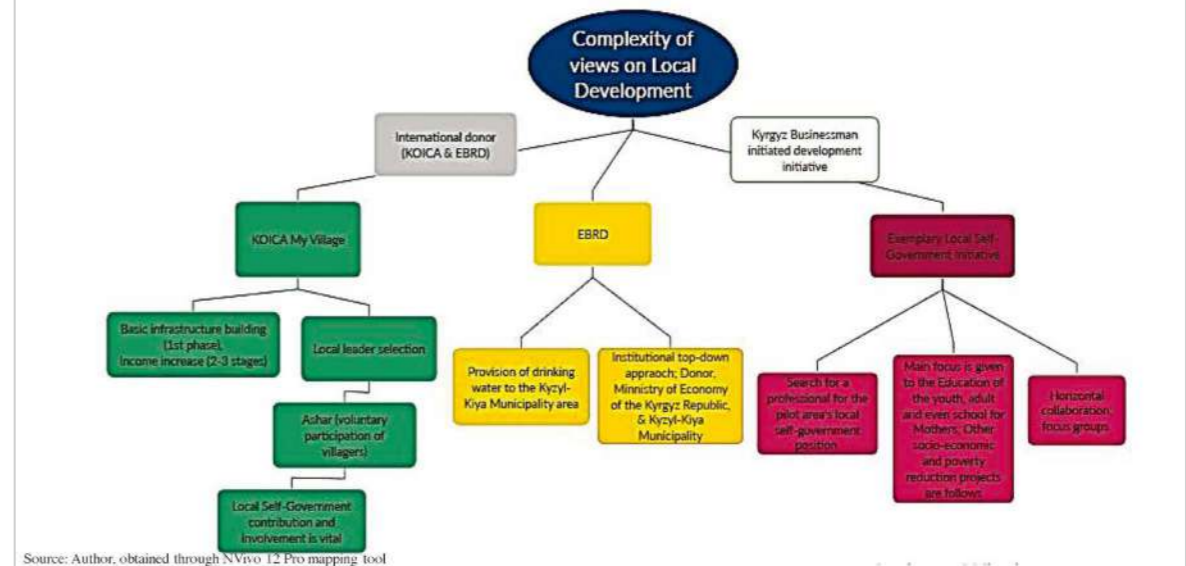 Complexity of
views on Local
Development
International donor
(KOICA & EBRD)
Kyrgyz Businessman
initiated development
initiative
KOICA My Village
EBRD
Exemplary Local Self-
Government Initiative
Basic infrastructure building
(1st phase),
Income increase (2-3 stages)
Local leader selection
Ashar (voluntary
participation of
villagers)
Local Self-Government
contribution and
involvement is vital
Provision of drinking
water to the Kyzyl-
Kiya Municipality area
Institutional top-down
appraoch; Donor,
Minnistry of Economy
of the Kyrgyz Republic,
& Kyzyl-Kiya
Municipality
Search for a
professional for the
pilot area's local
self-government
position
Main focus is given
to the Education of
the youth, adult
and even school for
Mothers; Other
socio-economic
and poverty
reduction projects
are follows
Horizontal
collaboration;
focus groups
Source: Author, obtained through NVivo 12 Pro mapping tool